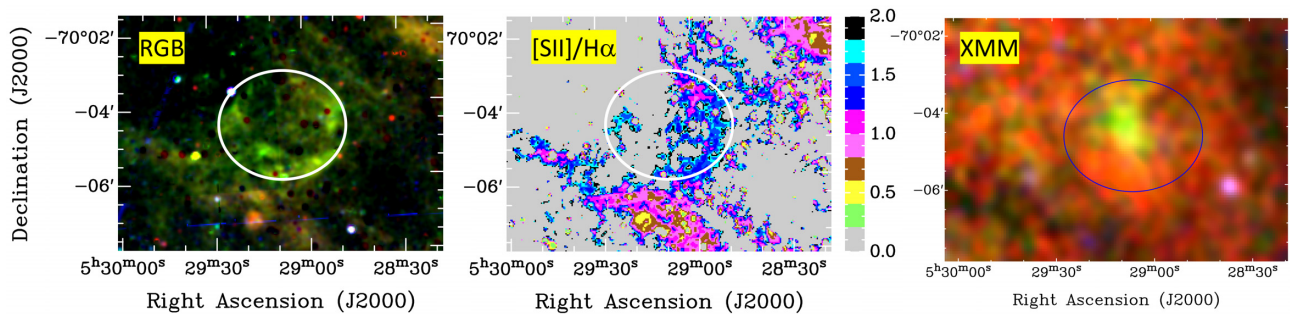 RGB
[SII]/Hα
XMM
Declination (J2000)
−70°02′
−04′
−06′
5ʰ30ᵐ00ˢ
29ᵐ30ˢ
29ᵐ00ˢ
28ᵐ30ˢ
Right Ascension (J2000)
−70°02′
−04′
−06′
5ʰ30ᵐ00ˢ
29ᵐ30ˢ
29ᵐ00ˢ
28ᵐ30ˢ
Right Ascension (J2000)
2.0
1.5
1.0
0.5
0.0
−70°02′
−04′
−06′
5ʰ30ᵐ00ˢ
29ᵐ30ˢ
29ᵐ00ˢ
28ᵐ30ˢ
Right Ascension (J2000)